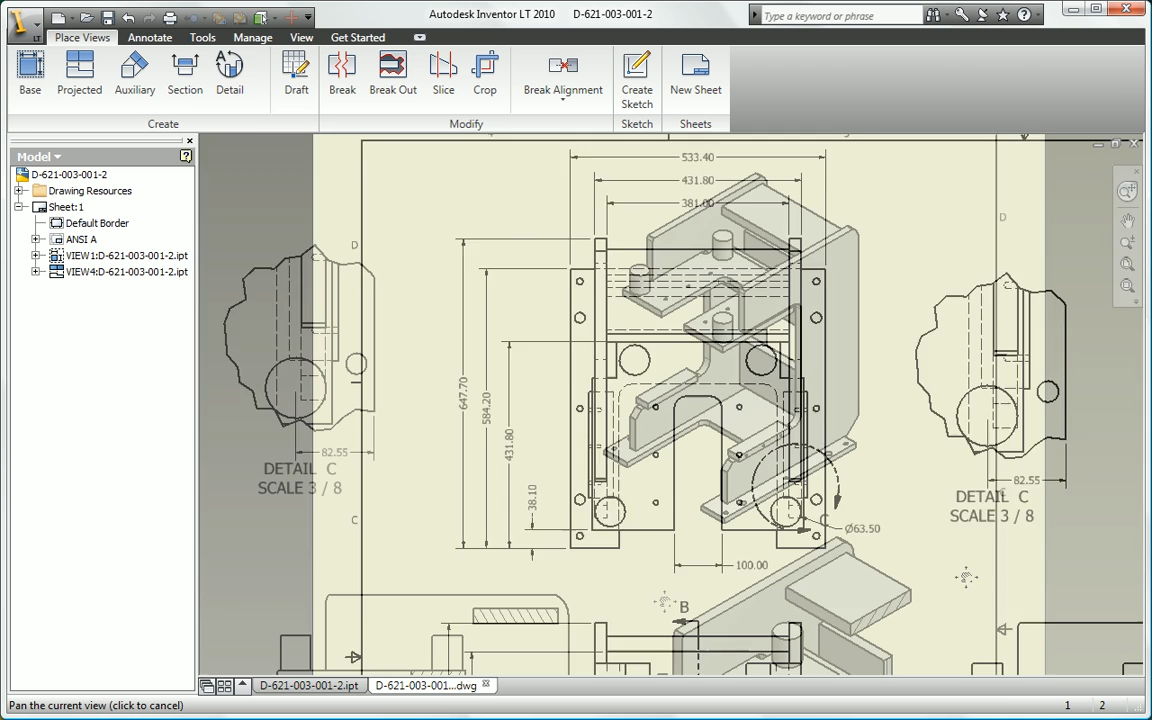 Autodesk Inventor LT 2010 D-621-003-001-2
Type a keyword or phrase
LT
Place Views Annotate Tools Manage View Get Started
Base Projected Auxiliary Section Detail Draft Break Break Out Slice Crop Break Alignment Create Sketch New Sheet
Create Modify Sketch Sheets
Model
D-621-003-001-2
Drawing Resources
Sheet:1
Default Border
ANSI A
VIEW1:D-621-003-001-2.ipt
VIEW4:D-621-003-001-2.ipt
533.40
431.80
381.00
D
D
647.70
584.20
431.80
38.10
82.55
DETAIL C
SCALE 3 / 8
C
82.55
DETAIL C
SCALE 3 / 8
C
Ø63.50
100.00
B
D-621-003-001-2.ipt D-621-003-001...dwg
Pan the current view (click to cancel) 1 2